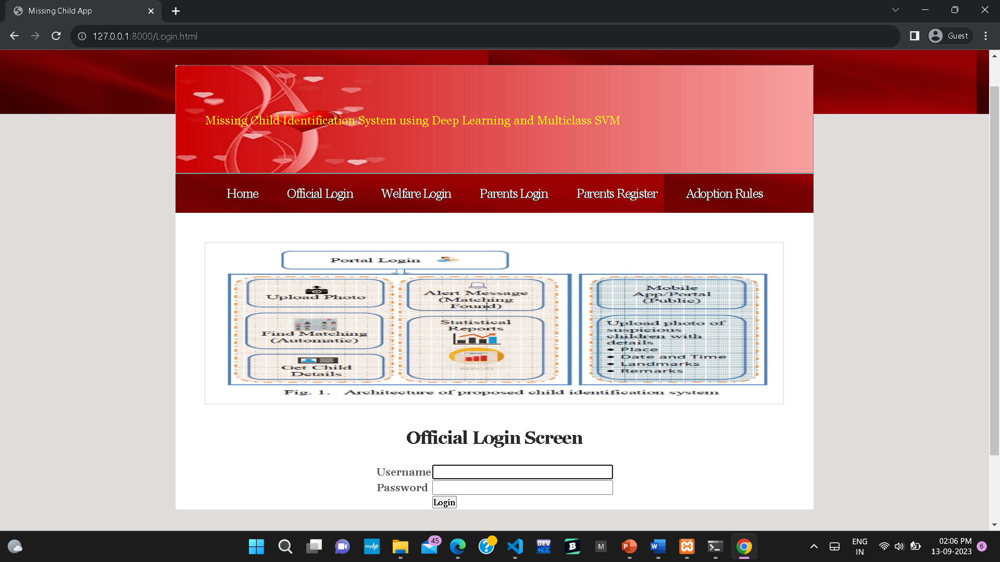 Missing Child App
127.0.0.1:8000/Login.html
Guest
Missing Child Identification System using Deep Learning and Multiclass SVM
Home Official Login Welfare Login Parents Login Parents Register Adoption Rules
Portal Login
Upload Photo
Find Matching
(Automatic)
Get Child
Details
Alert Message
(Matching
Found)
Statistical
Reports
REPORT
Mobile
App/Portal
(Public)
Upload photo of
suspicious
children with
details
• Place
• Date and Time
• Landmarks
• Remarks
Fig. 1. Architecture of proposed child identification system
Official Login Screen
Username
Password
Login
45
myhp
DEV
B
M
P
W
ENG
IN
02:06 PM
13-09-2023
6